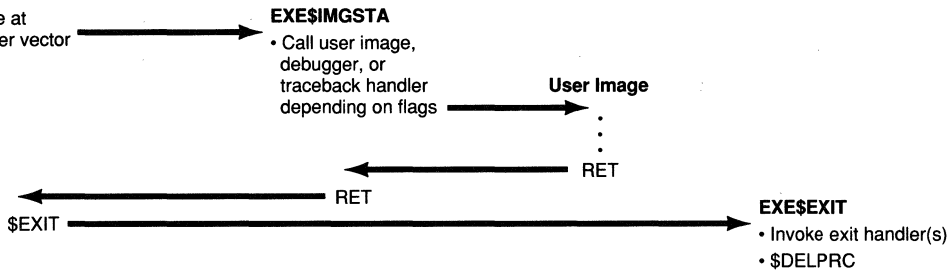 e at
er vector
EXE$IMGSTA
• Call user image,
debugger, or
traceback handler
depending on flags
User Image
RET
RET
$EXIT
EXE$EXIT
• Invoke exit handler(s)
• $DELPRC